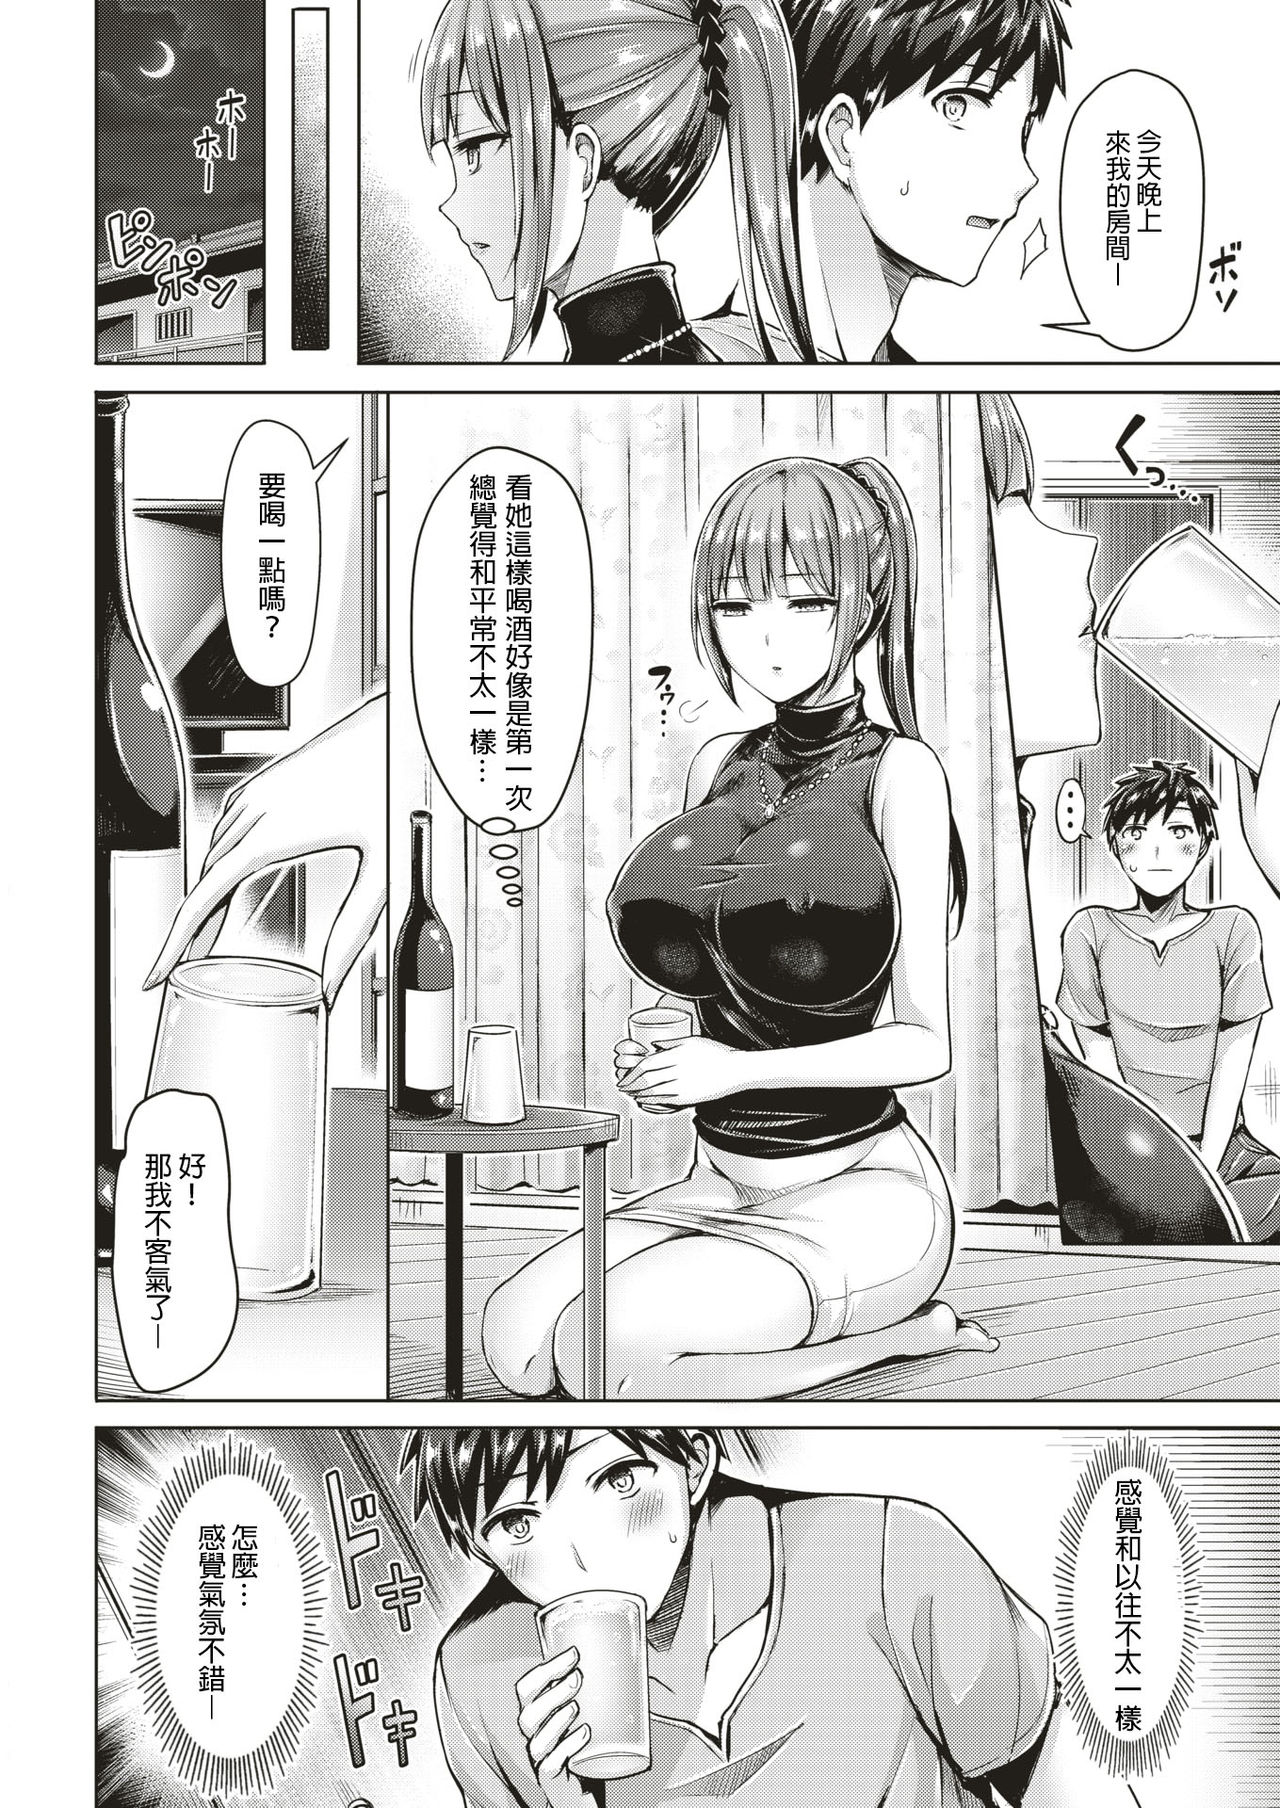 今天晚上
來我的房間ー
ボソ
ホーホー
ピンポーン
くっ…
…
看她這樣喝酒好像是第一次
總覺得和平常不太一樣…
フゥ…
要喝一點嗎？
好！
那我不客氣了ー
感覺和以往不太一樣
ドキ
ドキ
怎麼…
感覺氣氛不錯ー